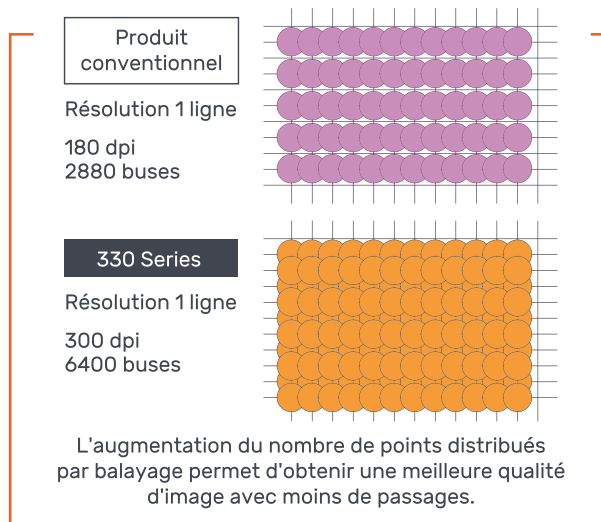 Produit
conventionnel
Résolution 1 ligne
180 dpi
2880 buses
330 Series
Résolution 1 ligne
300 dpi
6400 buses
L'augmentation du nombre de points distribués
par balayage permet d'obtenir une meilleure qualité
d'image avec moins de passages.